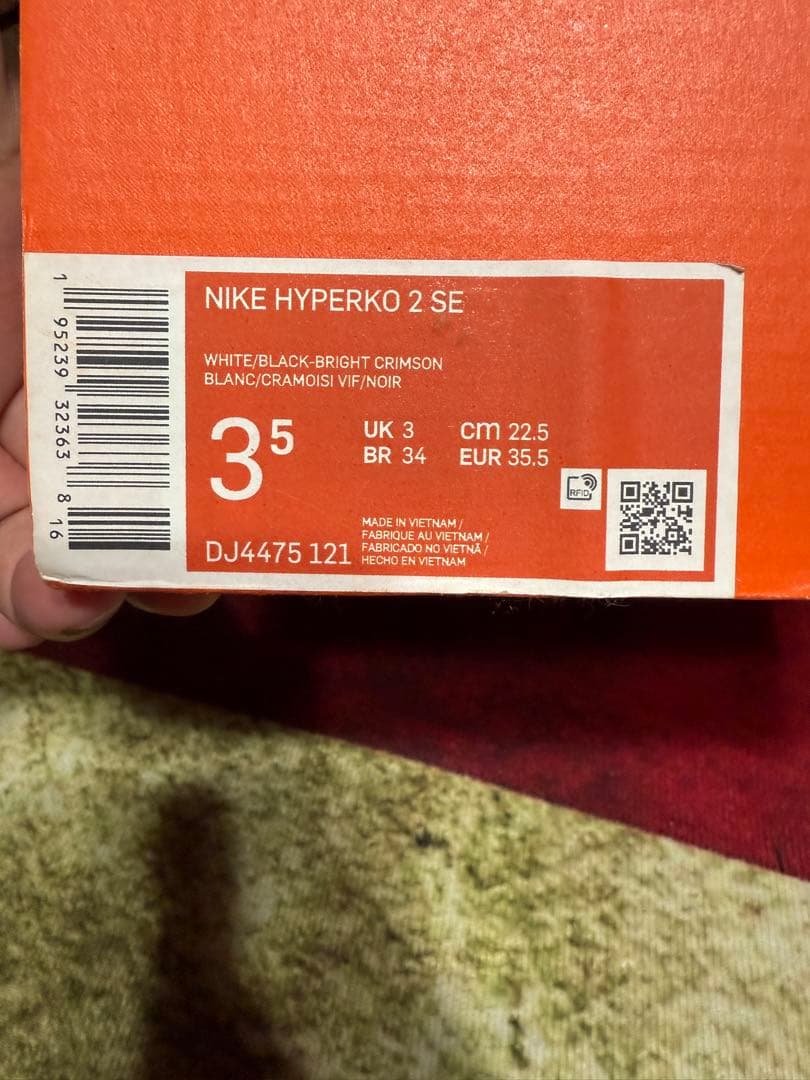 NIKE HYPERKO 2 SE
WHITE/BLACK-BRIGHT CRIMSON
BLANC/CRAMOISI VIF/NOIR
3⁵
UK 3 cm 22.5
BR 34 EUR 35.5
RFID
DJ4475 121
MADE IN VIETNAM /
FABRIQUE AU VIETNAM /
FABRICADO NO VIETNÃ /
HECHO EN VIETNAM
1 95239 32363 8 16